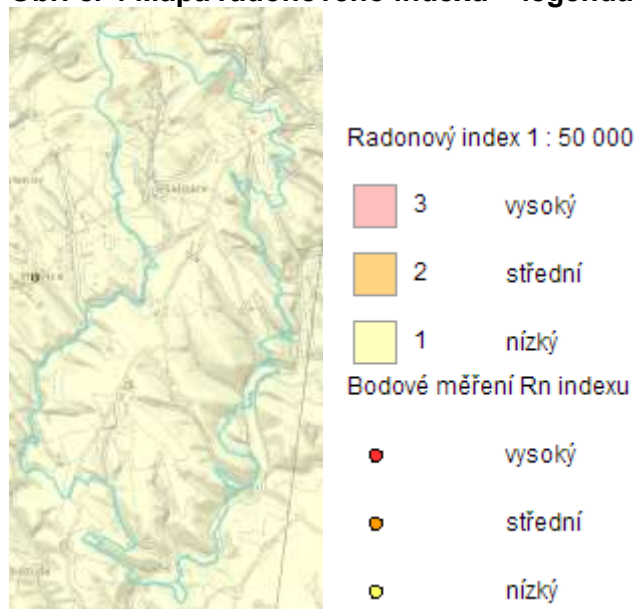 Radonový index 1 : 50 000
3 vysoký
2 střední
1 nízký
Bodové měření Rn indexu
vysoký
střední
nízký